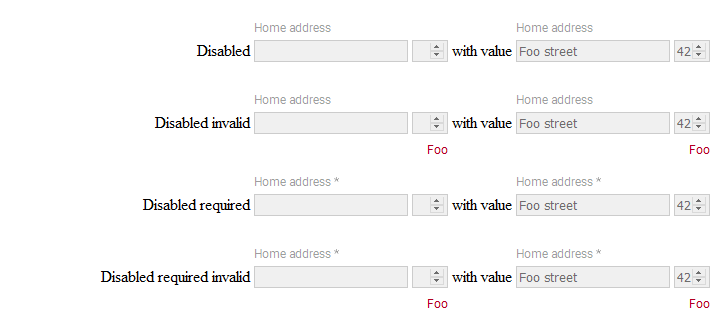 Home address Home address
Disabled with value Foo street 42
Home address Home address
Disabled invalid with value Foo street 42
Foo Foo
Home address * Home address *
Disabled required with value Foo street 42
Home address * Home address *
Disabled required invalid with value Foo street 42
Foo Foo